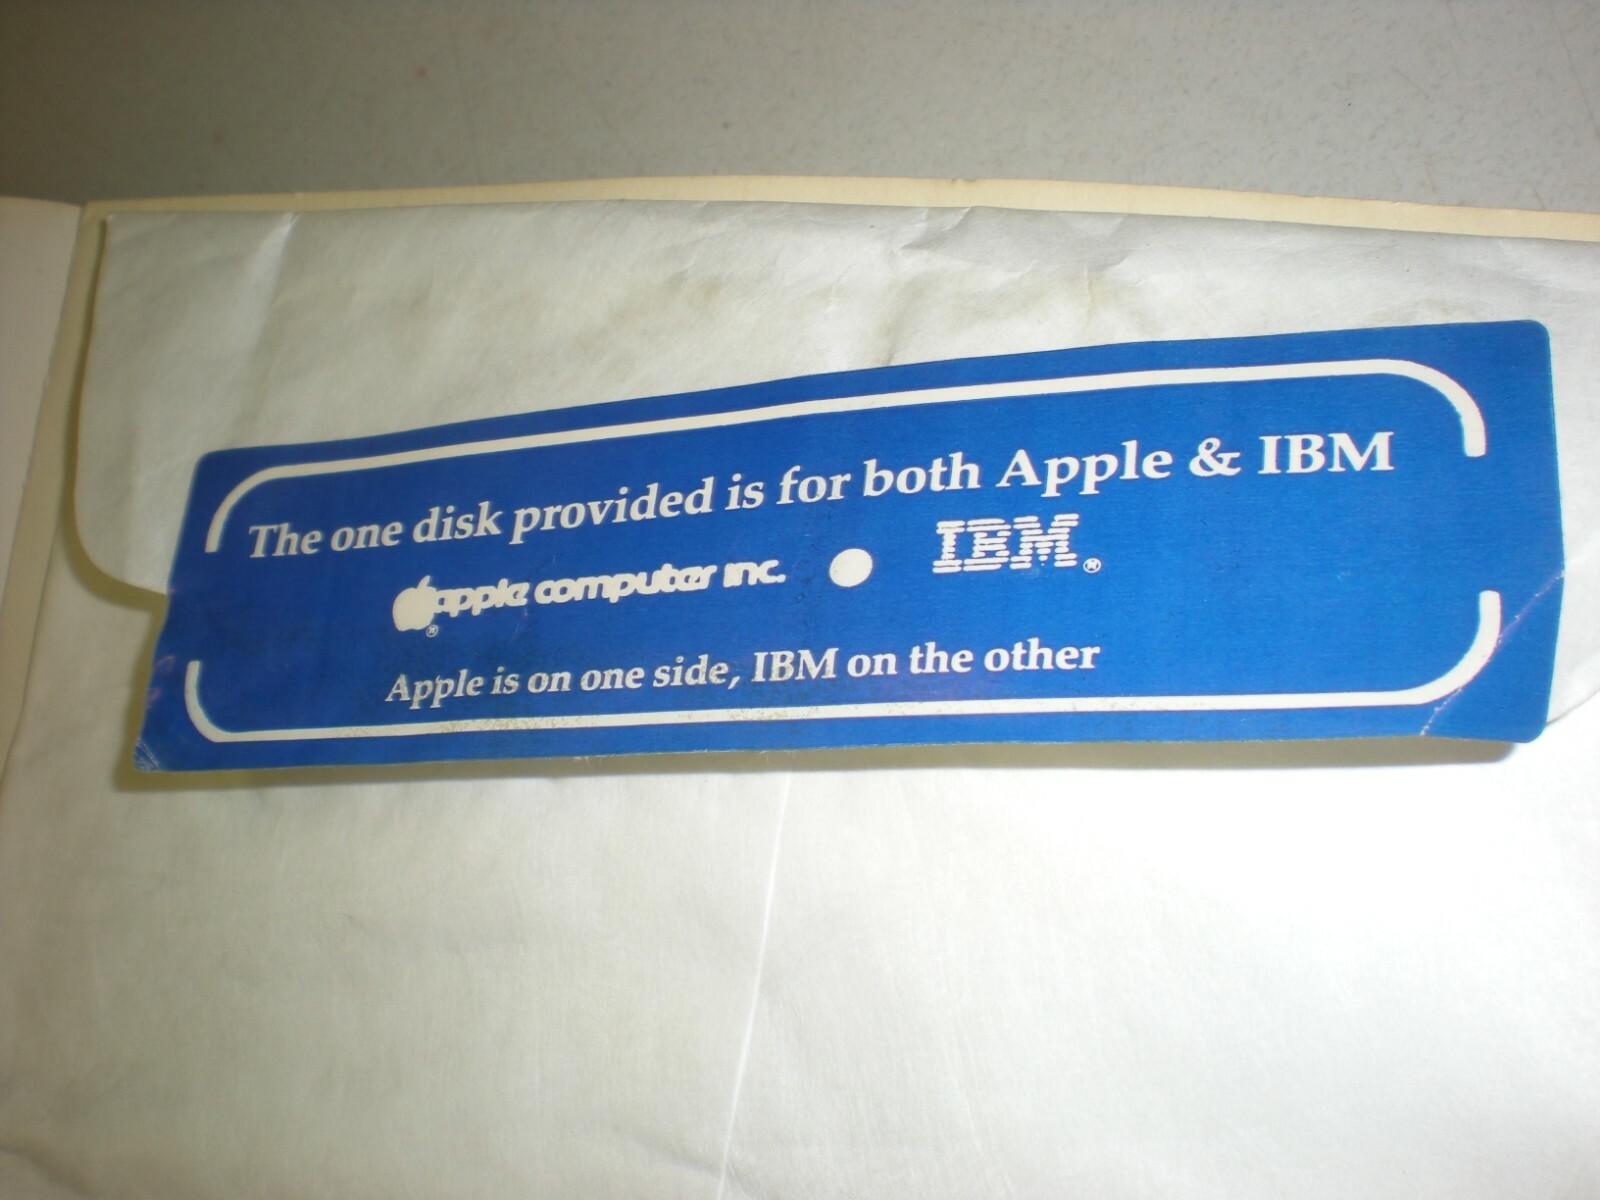 The one disk provided is for both Apple & IBM
apple computer inc. IBM®
®
Apple is on one side, IBM on the other